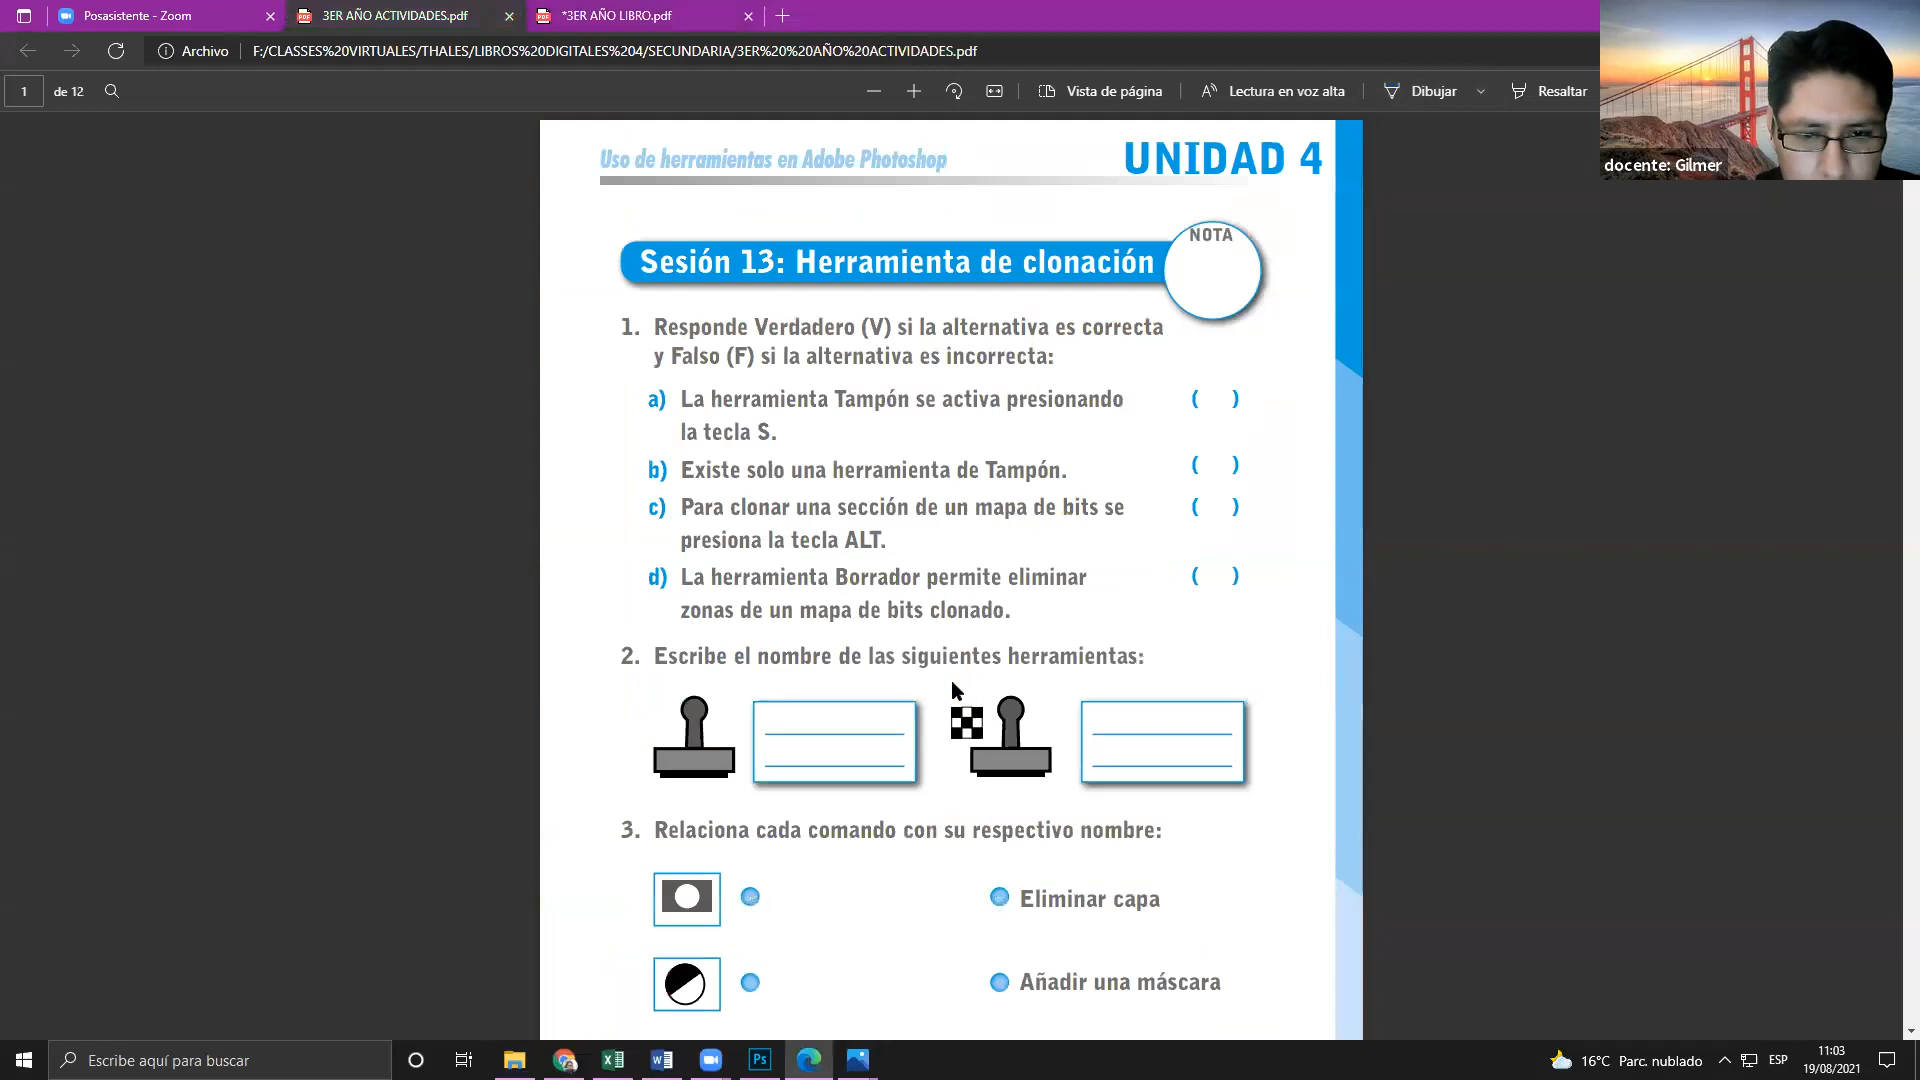 Posasistente - Zoom
3ER AÑO ACTIVIDADES.pdf
*3ER AÑO LIBRO.pdf
Archivo
F:/CLASSES%20VIRTUALES/THALES/LIBROS%20DIGITALES%204/SECUNDARIA/3ER%20%20AÑO%20ACTIVIDADES.pdf
1 de 12
Vista de página
Lectura en voz alta
Dibujar
Resaltar
docente: Gilmer
Uso de herramientas en Adobe Photoshop
UNIDAD 4
NOTA
Sesión 13: Herramienta de clonación
1. Responde Verdadero (V) si la alternativa es correcta
y Falso (F) si la alternativa es incorrecta:
a) La herramienta Tampón se activa presionando ( )
la tecla S.
b) Existe solo una herramienta de Tampón. ( )
c) Para clonar una sección de un mapa de bits se ( )
presiona la tecla ALT.
d) La herramienta Borrador permite eliminar ( )
zonas de un mapa de bits clonado.
2. Escribe el nombre de las siguientes herramientas:
3. Relaciona cada comando con su respectivo nombre:
Eliminar capa
Añadir una máscara
Escribe aquí para buscar
Ps
16°C Parc. nublado
ESP
11:03
19/08/2021